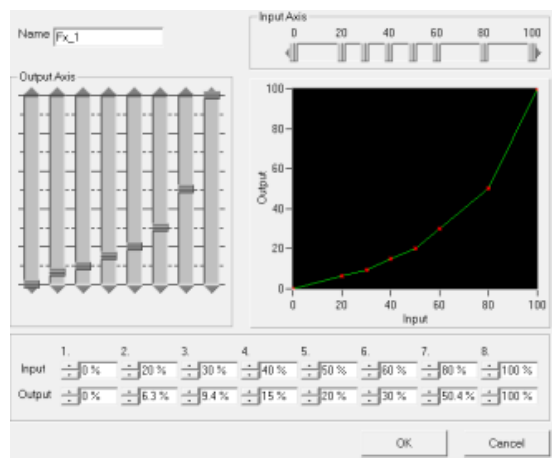 Name Fx_1
Input Axis
0 20 40 60 80 100
Output Axis
100
80
60
40
20
0
Output
0 20 40 60 80 100
Input
1. 2. 3. 4. 5. 6. 7. 8.
Input 0 % 20 % 30 % 40 % 50 % 60 % 80 % 100 %
Output 0 % 6.3 % 9.4 % 15 % 20 % 30 % 50.4 % 100 %
OK Cancel